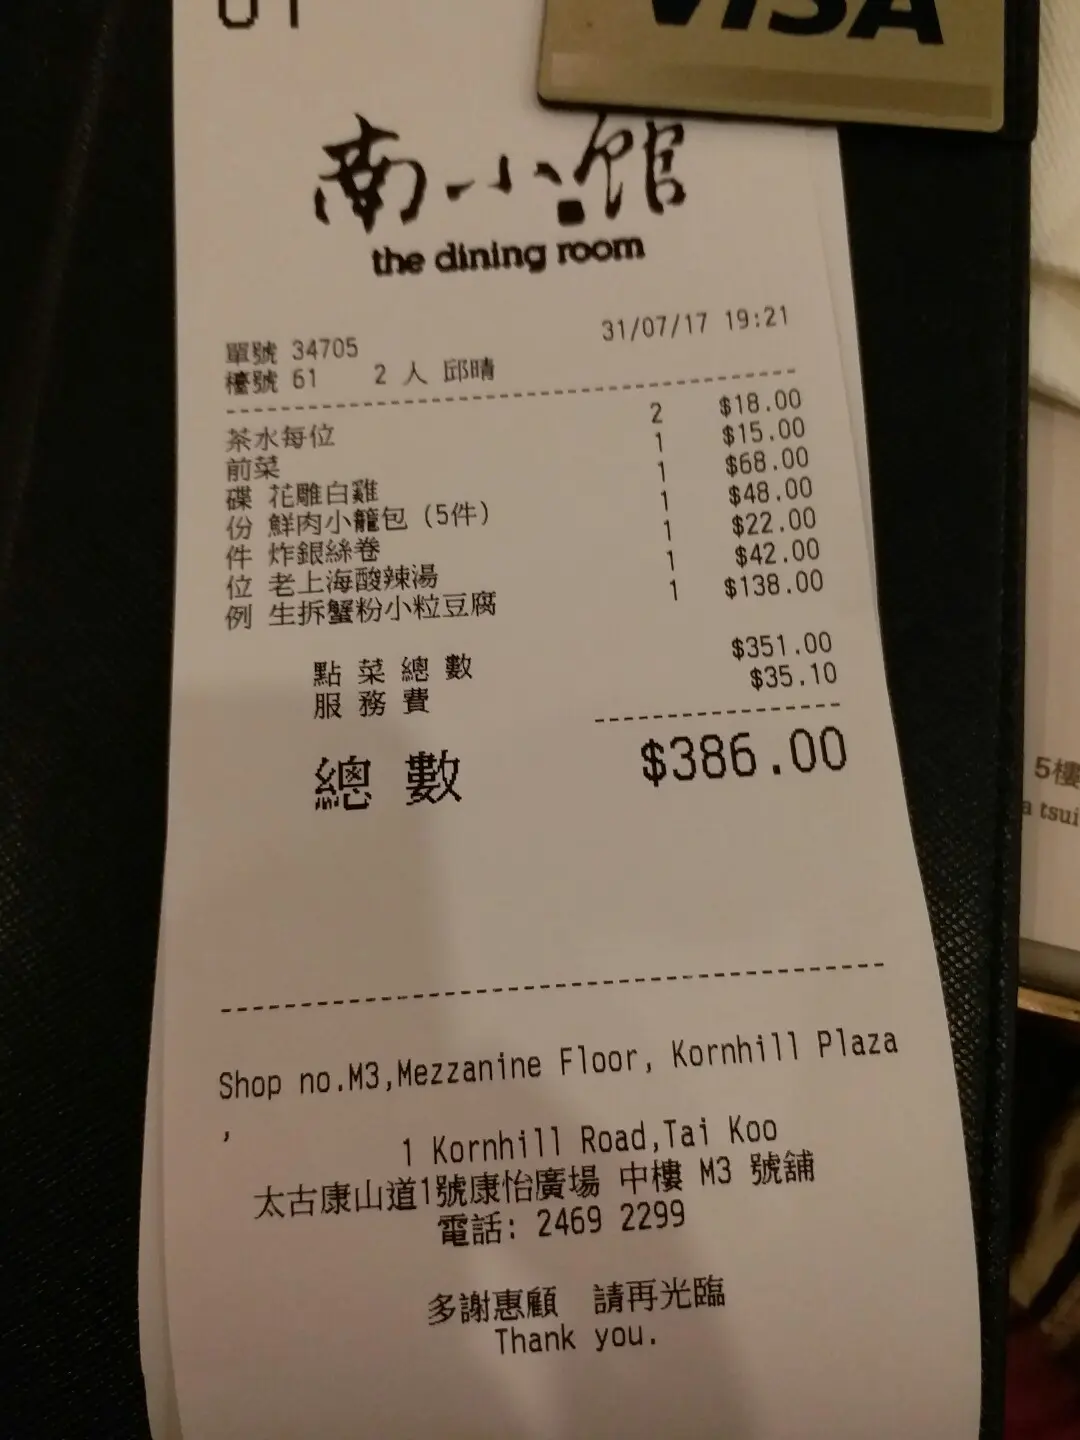 VISA
南小館
the dining room
單號 34705 31/07/17 19:21
檯號 61 2 人 邱晴
茶水每位 2 $18.00
前菜 1 $15.00
碟 花雕白雞 1 $68.00
份 鮮肉小籠包 (5件) 1 $48.00
件 炸銀絲卷 1 $22.00
位 老上海酸辣湯 1 $42.00
例 生拆蟹粉小粒豆腐 1 $138.00
點菜總數 $351.00
服務費 $35.10
總數 $386.00
Shop no.M3,Mezzanine Floor, Kornhill Plaza
,
1 Kornhill Road,Tai Koo
太古康山道1號康怡廣場 中樓 M3 號舖
電話: 2469 2299
多謝惠顧 請再光臨
Thank you.
5樓
a tsui